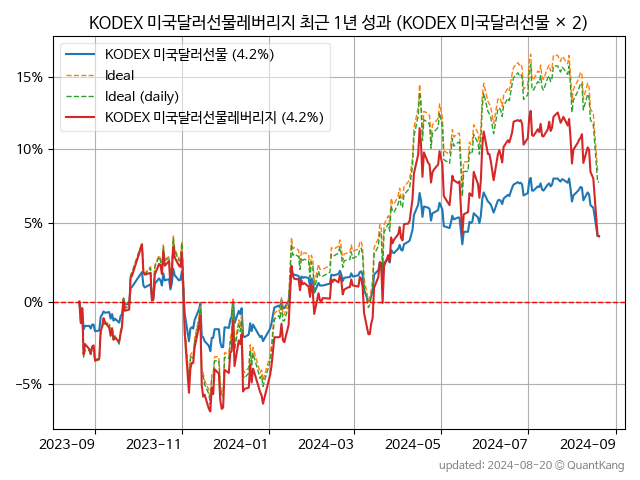 KODEX 미국달러선물레버리지 최근 1년 성과 (KODEX 미국달러선물 × 2)
KODEX 미국달러선물 (4.2%)
Ideal
Ideal (daily)
KODEX 미국달러선물레버리지 (4.2%)
15%
10%
5%
0%
−5%
2023-09
2023-11
2024-01
2024-03
2024-05
2024-07
2024-09
updated: 2024-08-20 © QuantKang